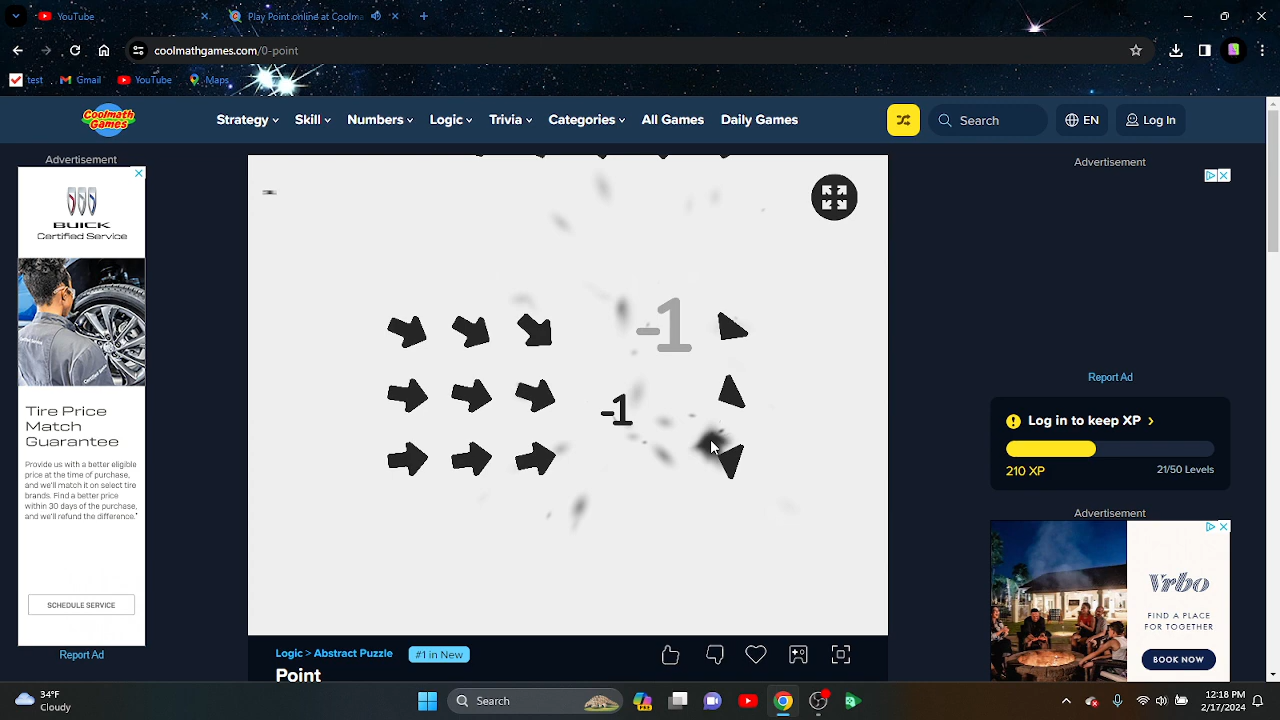 YouTube
Play Point online at Coolma
coolmathgames.com/0-point
test
Gmail
YouTube
Maps
Coolmath Games
Strategy
Skill
Numbers
Logic
Trivia
Categories
All Games
Daily Games
Search
EN
Log In
Advertisement
BUICK
Certified Service
Tire Price
Match
Guarantee
Provide us with a better eligible
price at the time of purchase,
and we'll match it on select tire
brands. Find a better price
within 30 days of the purchase,
and we'll refund the difference.*
SCHEDULE SERVICE
Report Ad
-1
-1
Logic > Abstract Puzzle
#1 in New
Point
Advertisement
Report Ad
Log in to keep XP ›
210 XP
21/50 Levels
Advertisement
Vrbo
FIND A PLACE
FOR TOGETHER
BOOK NOW
34°F
Cloudy
Search
12:18 PM
2/17/2024